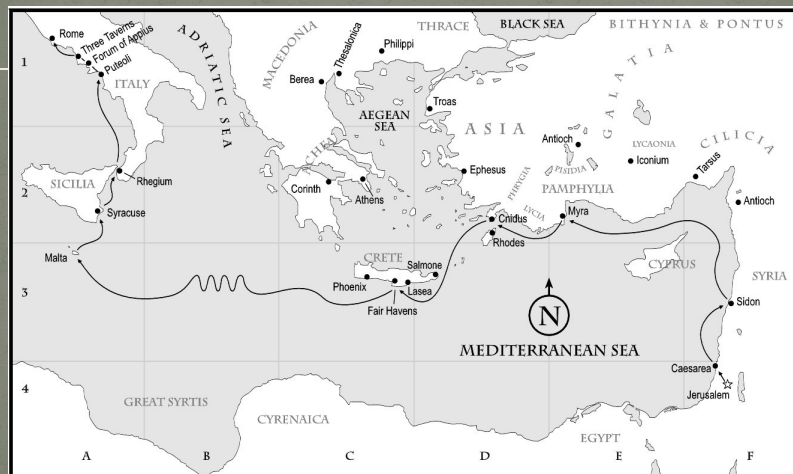 BLACK SEA
BITHYNIA & PONTUS
THRACE
Rome
Three Taverns
Forum of Appius
Puteoli
ITALY
ADRIATIC SEA
MACEDONIA
Thesalonica
Philippi
Berea
1
AEGEAN SEA
Troas
ASIA
GALATIA
Antioch
LYCAONIA
Iconium
CILICIA
Tarsus
ACHEA
PISIDIA
PHRYGIA
SICILIA
Rhegium
Corinth
Athens
Ephesus
PAMPHYLIA
2
Syracuse
Cnidus
LYCIA
Myra
Antioch
Rhodes
Malta
CRETE
Salmone
Phoenix
Lasea
Fair Havens
CYPRUS
SYRIA
3
N
Sidon
MEDITERRANEAN SEA
Caesarea
4
Jerusalem
GREAT SYRTIS
CYRENAICA
EGYPT
A
B
C
D
E
F